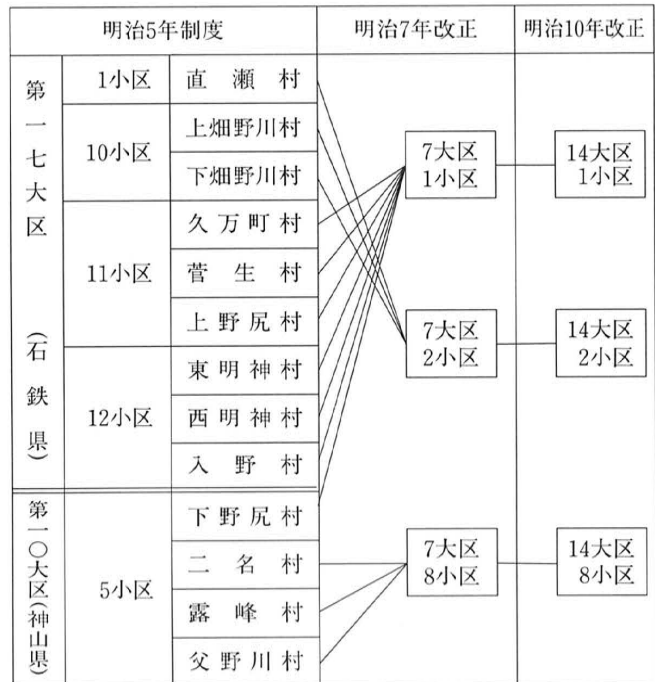 明治5年制度
明治7年改正
明治10年改正
第一七大区(石鉄県)
1小区
直瀬村
10小区
上畑野川村
下畑野川村
11小区
久万町村
菅生村
上野尻村
12小区
東明神村
西明神村
入野村
第一〇大区(神山県)
5小区
下野尻村
二名村
露峰村
父野川村
7大区
1小区
7大区
2小区
7大区
8小区
14大区
1小区
14大区
2小区
14大区
8小区